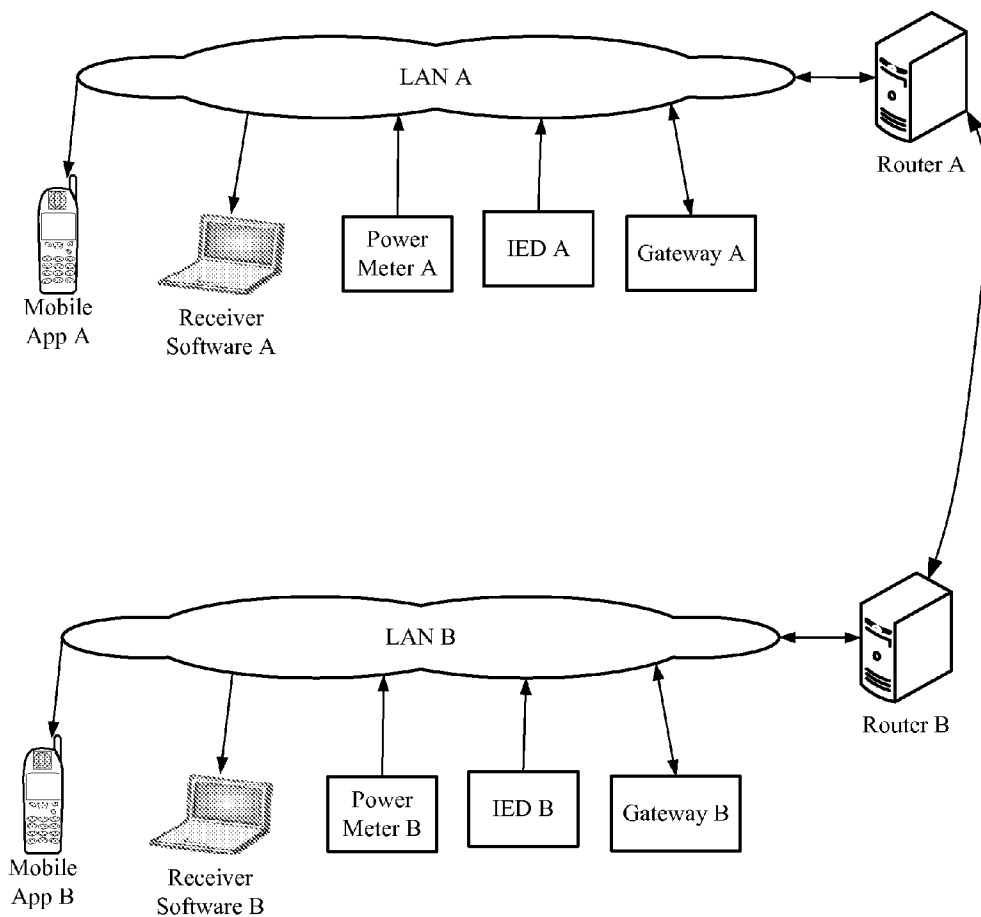 LAN A
Router A
Power
Meter A
IED A
Gateway A
Mobile
App A
Receiver
Software A
LAN B
Router B
Power
Meter B
IED B
Gateway B
Mobile
App B
Receiver
Software B